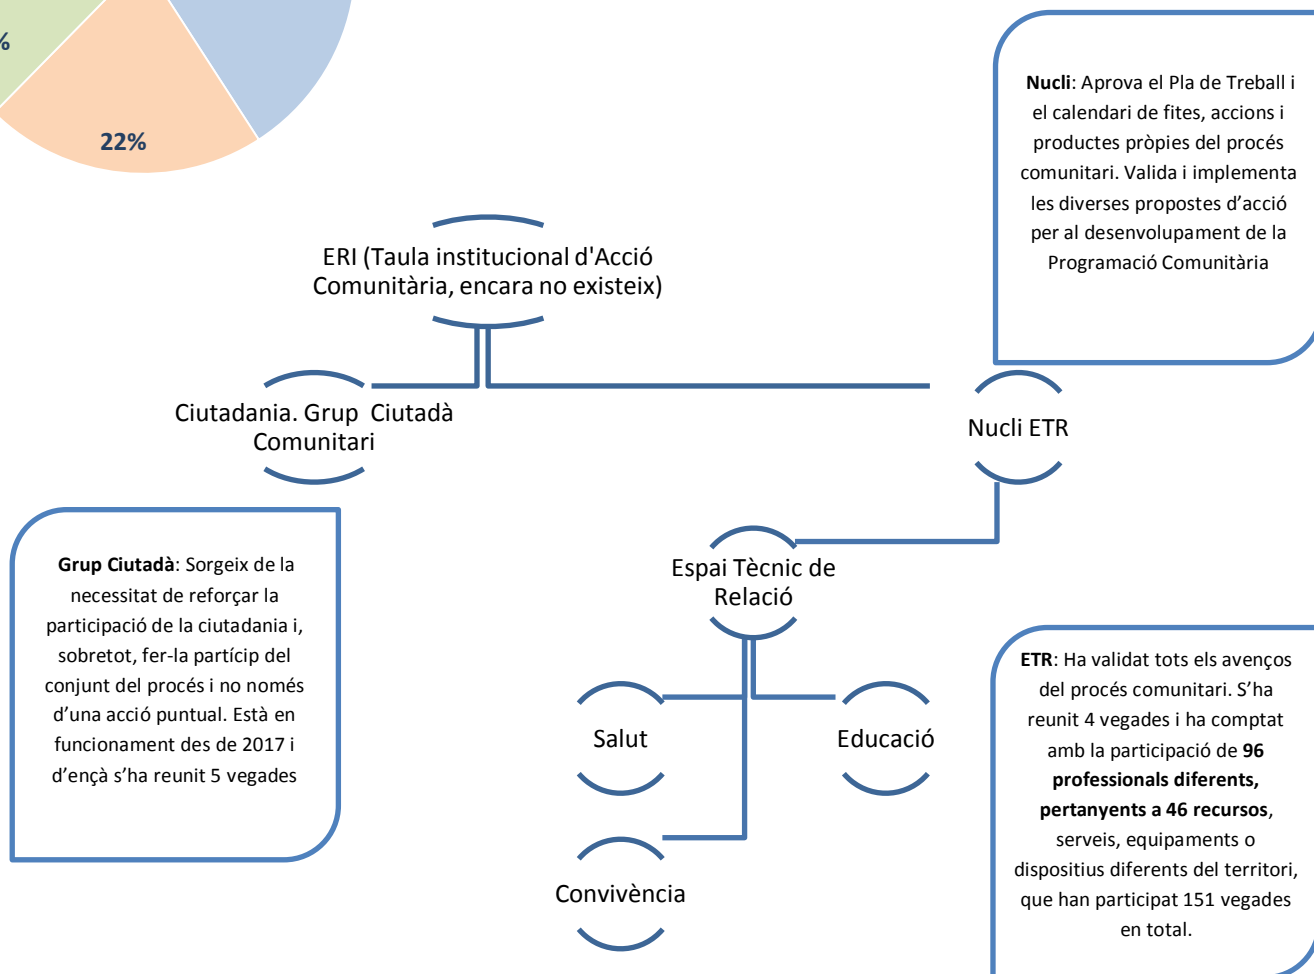 %
22%
Nucli: Aprova el Pla de Treball i
el calendari de fites, accions i
productes pròpies del procés
comunitari. Valida i implementa
les diverses propostes d’acció
per al desenvolupament de la
Programació Comunitària
ERI (Taula institucional d'Acció
Comunitària, encara no existeix)
Ciutadania. Grup Ciutadà
Comunitari
Nucli ETR
Grup Ciutadà: Sorgeix de la
necessitat de reforçar la
participació de la ciutadania i,
sobretot, fer-la partícip del
conjunt del procés i no només
d’una acció puntual. Està en
funcionament des de 2017 i
d’ençà s’ha reunit 5 vegades
Espai Tècnic de
Relació
Salut
Educació
Convivència
ETR: Ha validat tots els avenços
del procés comunitari. S’ha
reunit 4 vegades i ha comptat
amb la participació de 96
professionals diferents,
pertanyents a 46 recursos,
serveis, equipaments o
dispositius diferents del territori,
que han participat 151 vegades
en total.